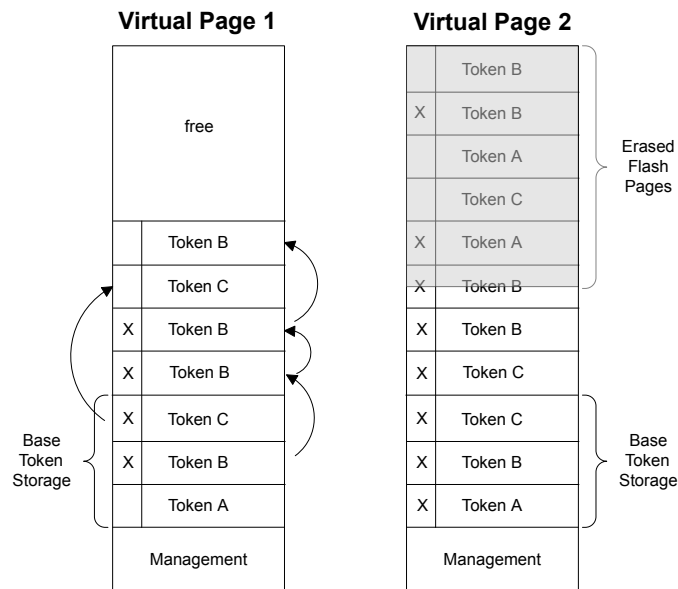 Virtual Page 1
free
Token B
Token C
X Token B
X Token B
X Token C
X Token B
Token A
Management
Base
Token
Storage
Virtual Page 2
Token B
X Token B
Token A
Token C
X Token A
X Token B
X Token B
X Token C
X Token C
X Token B
X Token A
Management
Erased
Flash
Pages
Base
Token
Storage